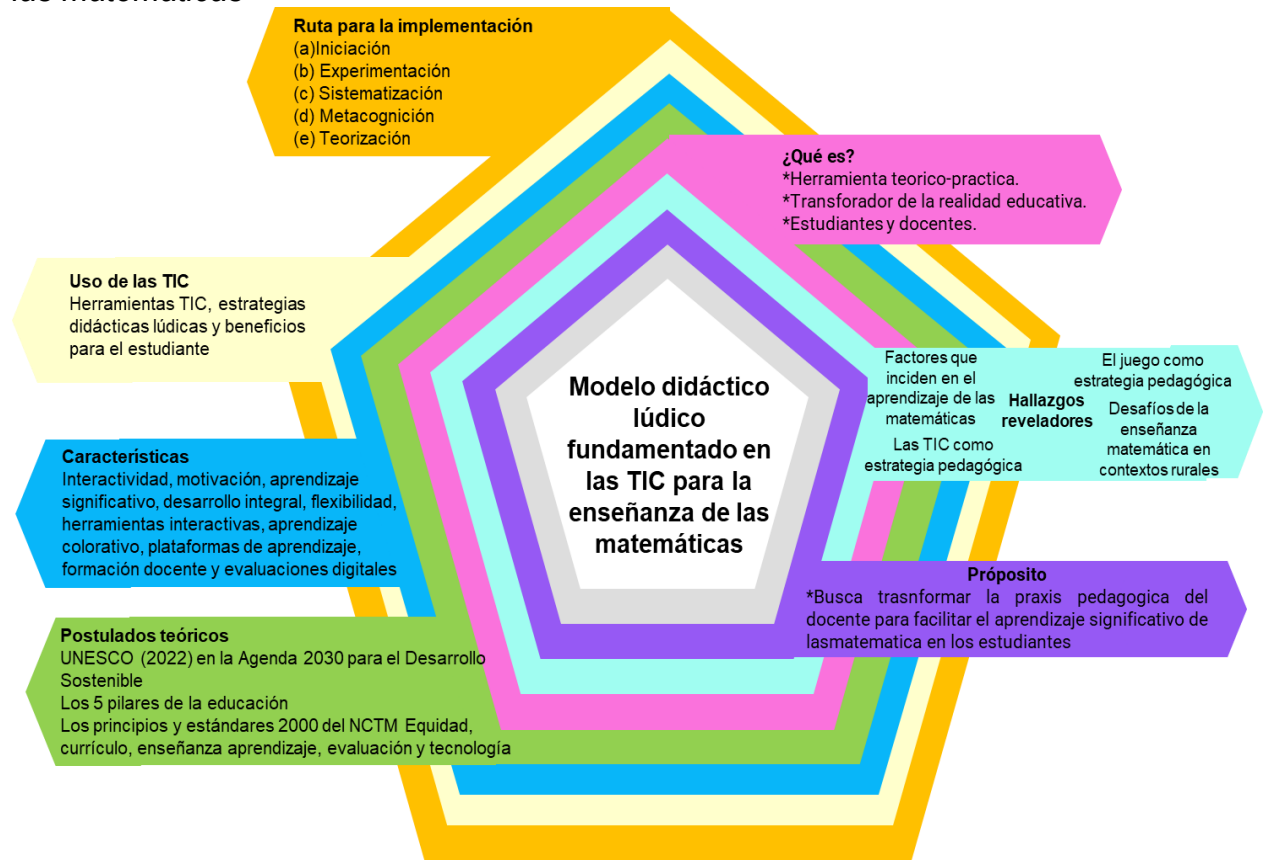 las matemáticas
Ruta para la implementación
(a)Iniciación
(b) Experimentación
(c) Sistematización
(d) Metacognición
(e) Teorización
¿Qué es?
*Herramienta teorico-practica.
*Transforador de la realidad educativa.
*Estudiantes y docentes.
Uso de las TIC
Herramientas TIC, estrategias
didácticas lúdicas y beneficios
para el estudiante
Factores que
inciden en el
aprendizaje de las
matemáticas
Las TIC como
estrategia pedagógica
Hallazgos
reveladores
El juego como
estrategia pedagógica
Desafíos de la
enseñanza
matemática en
contextos rurales
Modelo didáctico
lúdico
fundamentado en
las TIC para la
enseñanza de las
matemáticas
Características
Interactividad, motivación, aprendizaje
significativo, desarrollo integral, flexibilidad,
herramientas interactivas, aprendizaje
colorativo, plataformas de aprendizaje,
formación docente y evaluaciones digitales
Próposito
*Busca trasnformar la praxis pedagogica del
docente para facilitar el aprendizaje significativo de
lasmatematica en los estudiantes
Postulados teóricos
UNESCO (2022) en la Agenda 2030 para el Desarrollo
Sostenible
Los 5 pilares de la educación
Los principios y estándares 2000 del NCTM Equidad,
currículo, enseñanza aprendizaje, evaluación y tecnología